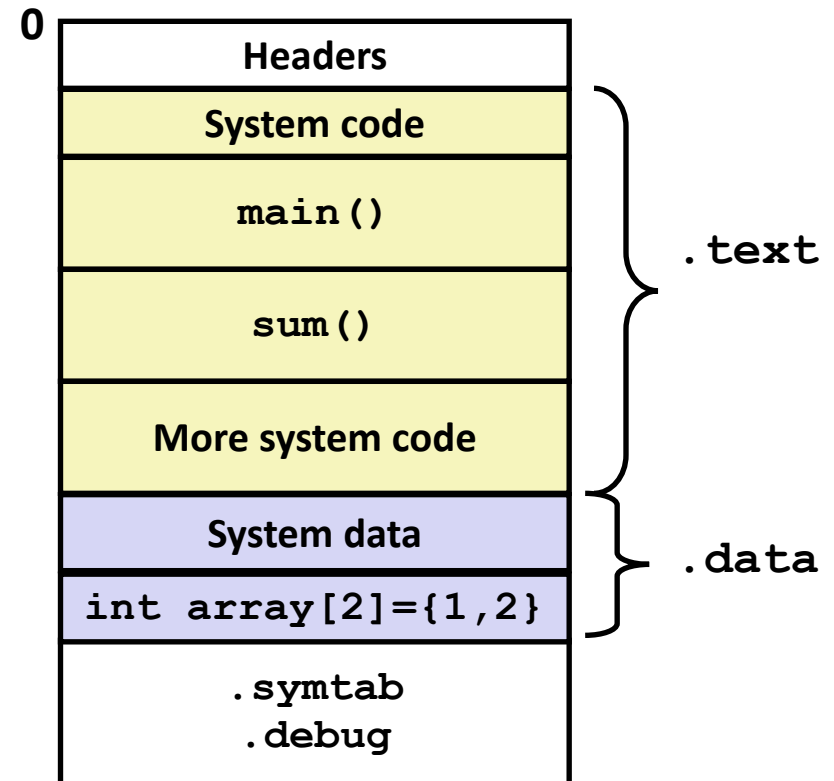 0
Headers
System code
main()
sum()
More system code
.text
System data
int array[2]={1,2}
.data
.symtab
.debug